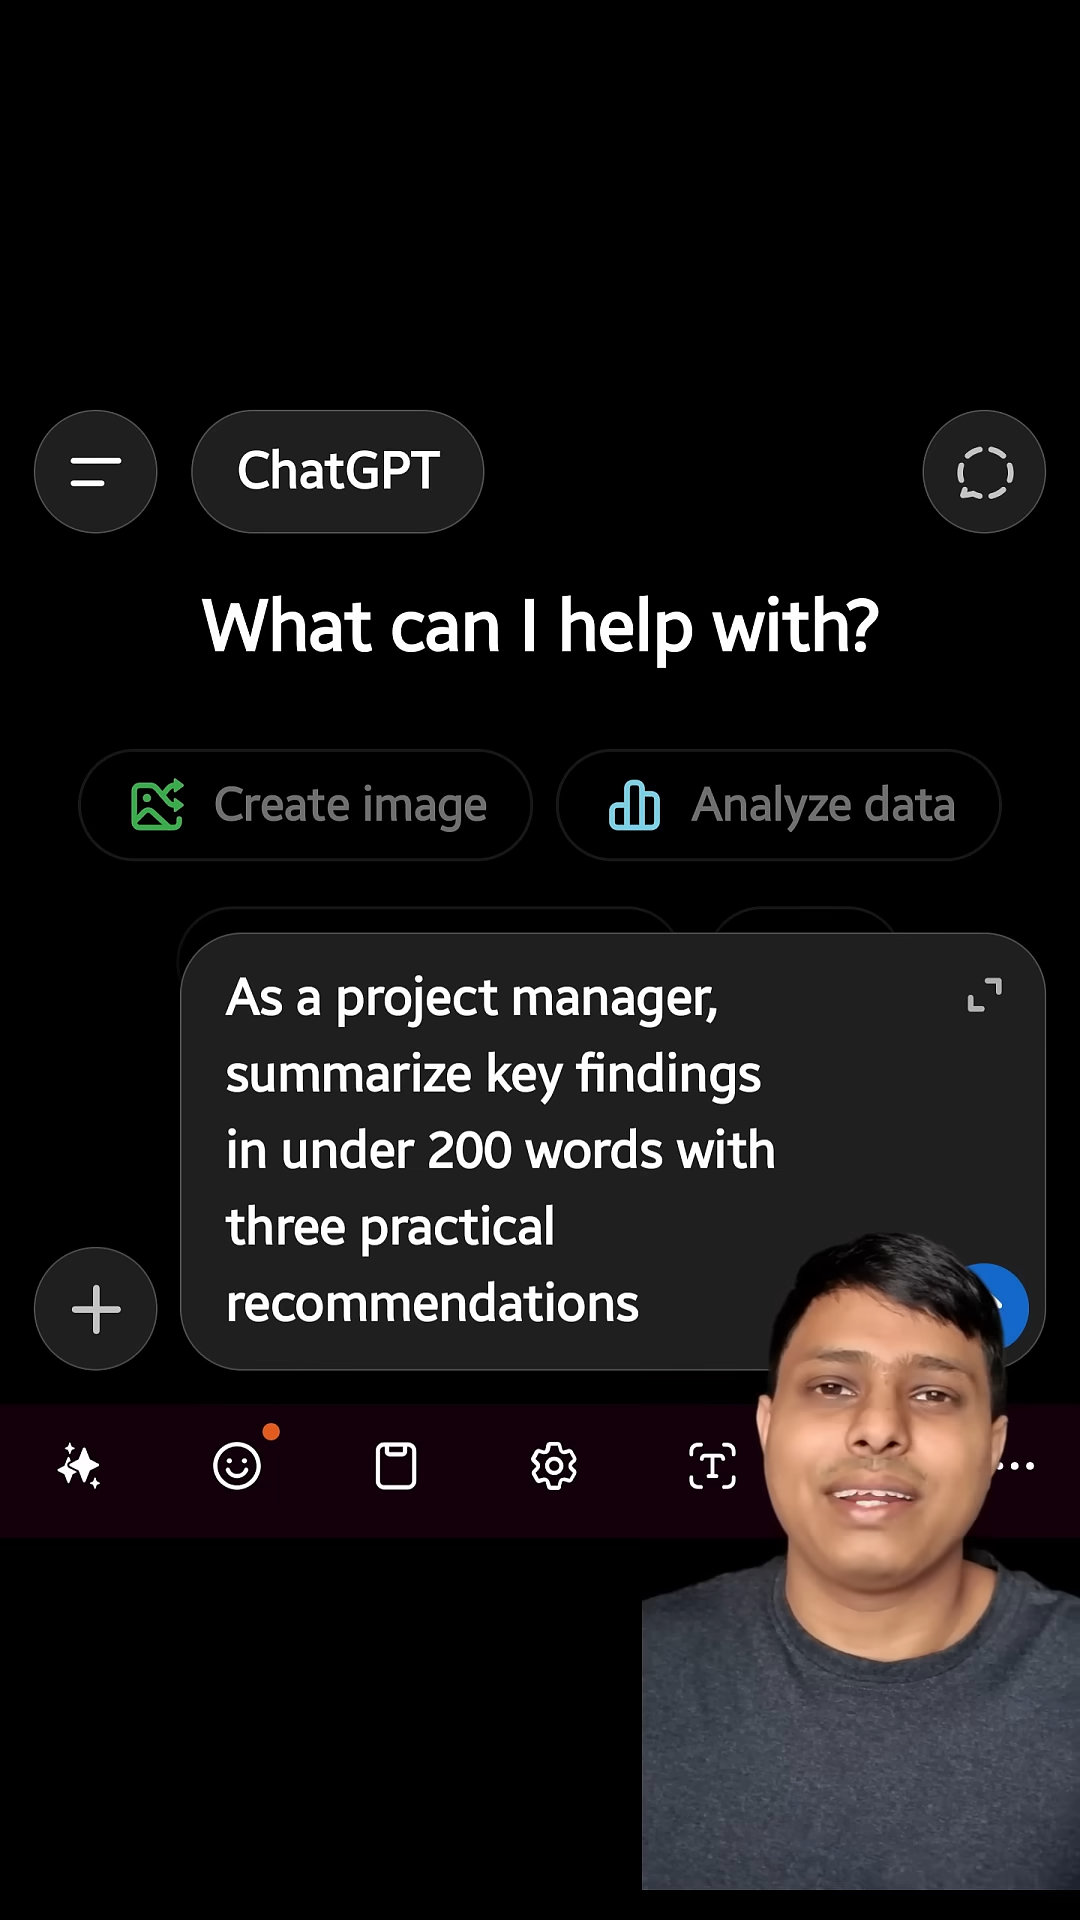 ChatGPT
What can I help with?
Create image
Analyze data
As a project manager,
summarize key findings
in under 200 words with
three practical
recommendations